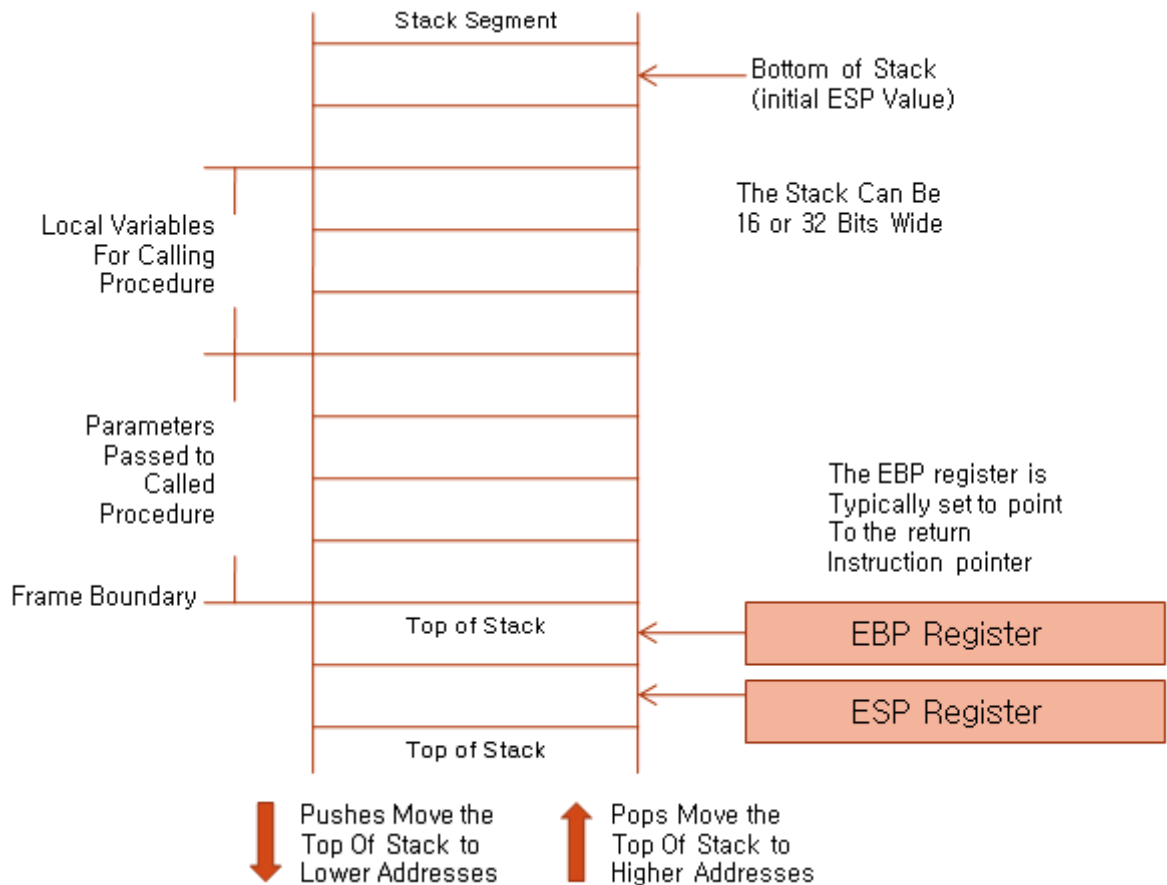 Stack Segment
Bottom of Stack
(initial ESP Value)
The Stack Can Be
16 or 32 Bits Wide
Local Variables
For Calling
Procedure
Parameters
Passed to
Called
Procedure
The EBP register is
Typically set to point
To the return
Instruction pointer
Frame Boundary
Top of Stack
EBP Register
ESP Register
Top of Stack
Pushes Move the
Top Of Stack to
Lower Addresses
Pops Move the
Top Of Stack to
Higher Addresses